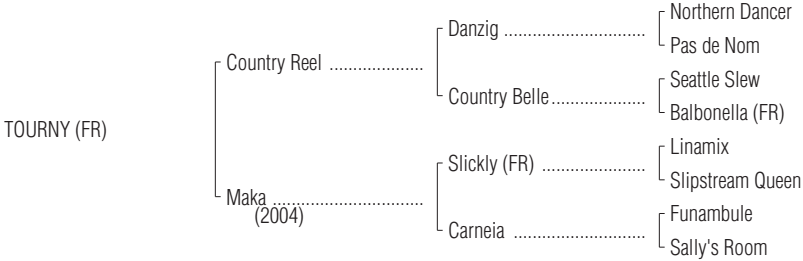 Northern Dancer
Danzig ..............................
Pas de Nom
Country Reel ....................
Seattle Slew
Country Belle....................
Balbonella (FR)
TOURNY (FR)
Linamix
Slickly (FR) ......................
Slipstream Queen
Maka ................................
(2004)
Funambule
Carneia ............................
Sally's Room